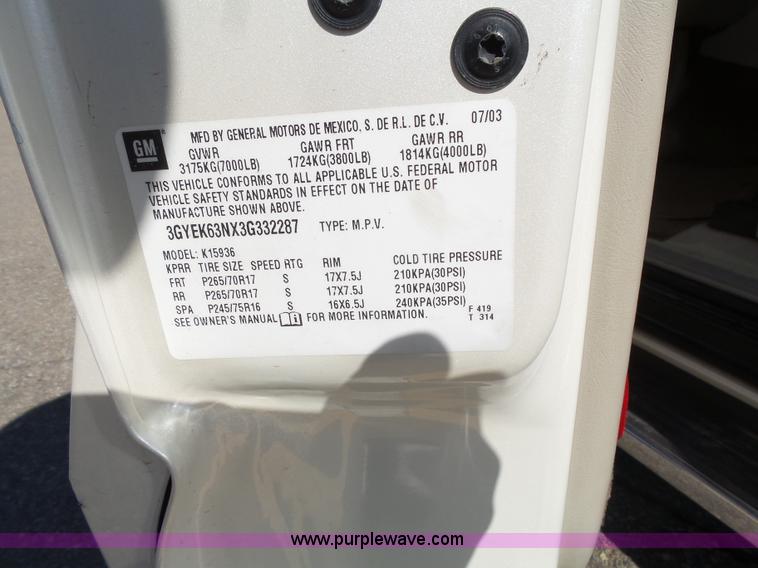 GM
MFD BY GENERAL MOTORS DE MEXICO, S. DE R.L. DE C.V. 07/03
GVWR GAWR FRT GAWR RR
3175KG(7000LB) 1724KG(3800LB) 1814KG(4000LB)
THIS VEHICLE CONFORMS TO ALL APPLICABLE U.S. FEDERAL MOTOR
VEHICLE SAFETY STANDARDS IN EFFECT ON THE DATE OF
MANUFACTURE SHOWN ABOVE.
3GYEK63NX3G332287 TYPE: M.P.V.
MODEL: K15936
KPRR TIRE SIZE SPEED RTG RIM COLD TIRE PRESSURE
FRT P265/70R17 S 17X7.5J 210KPA(30PSI)
RR P265/70R17 S 17X7.5J 210KPA(30PSI)
SPA P245/75R16 S 16X6.5J 240KPA(35PSI)
SEE OWNER'S MANUAL FOR MORE INFORMATION.
F 419
T 314
www.purplewave.com